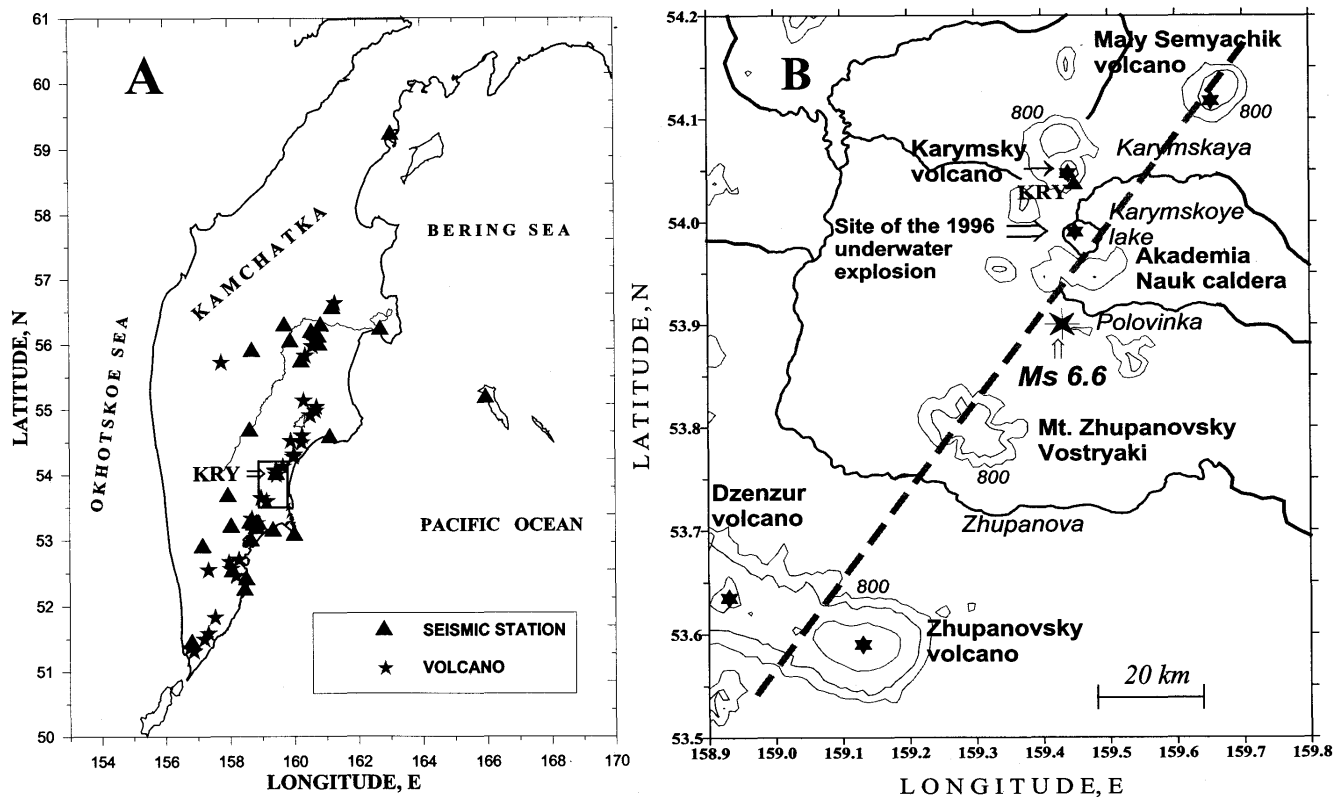 A
61
60
59
58
57
56
55
54
53
52
51
50
154
156
158
160
162
164
166
168
170
LATITUDE, N
LONGITUDE, E
OKHOTSKOE SEA
KAMCHATKA
BERING SEA
KRY
PACIFIC OCEAN
SEISMIC STATION
VOLCANO
B
54.2
54.1
54.0
53.9
53.8
53.7
53.6
53.5
158.9
159.0
159.1
159.2
159.3
159.4
159.5
159.6
159.7
159.8
LATITUDE, N
LONGITUDE, E
Maly Semyachik
volcano
800
800
Karymsky
volcano
Karymskaya
KRY
Karymskoye
lake
Site of the 1996
underwater
explosion
Akademia
Nauk caldera
Polovinka
Ms 6.6
Mt. Zhupanovsky
Vostryaki
800
Dzenzur
volcano
Zhupanova
800
Zhupanovsky
volcano
20 km